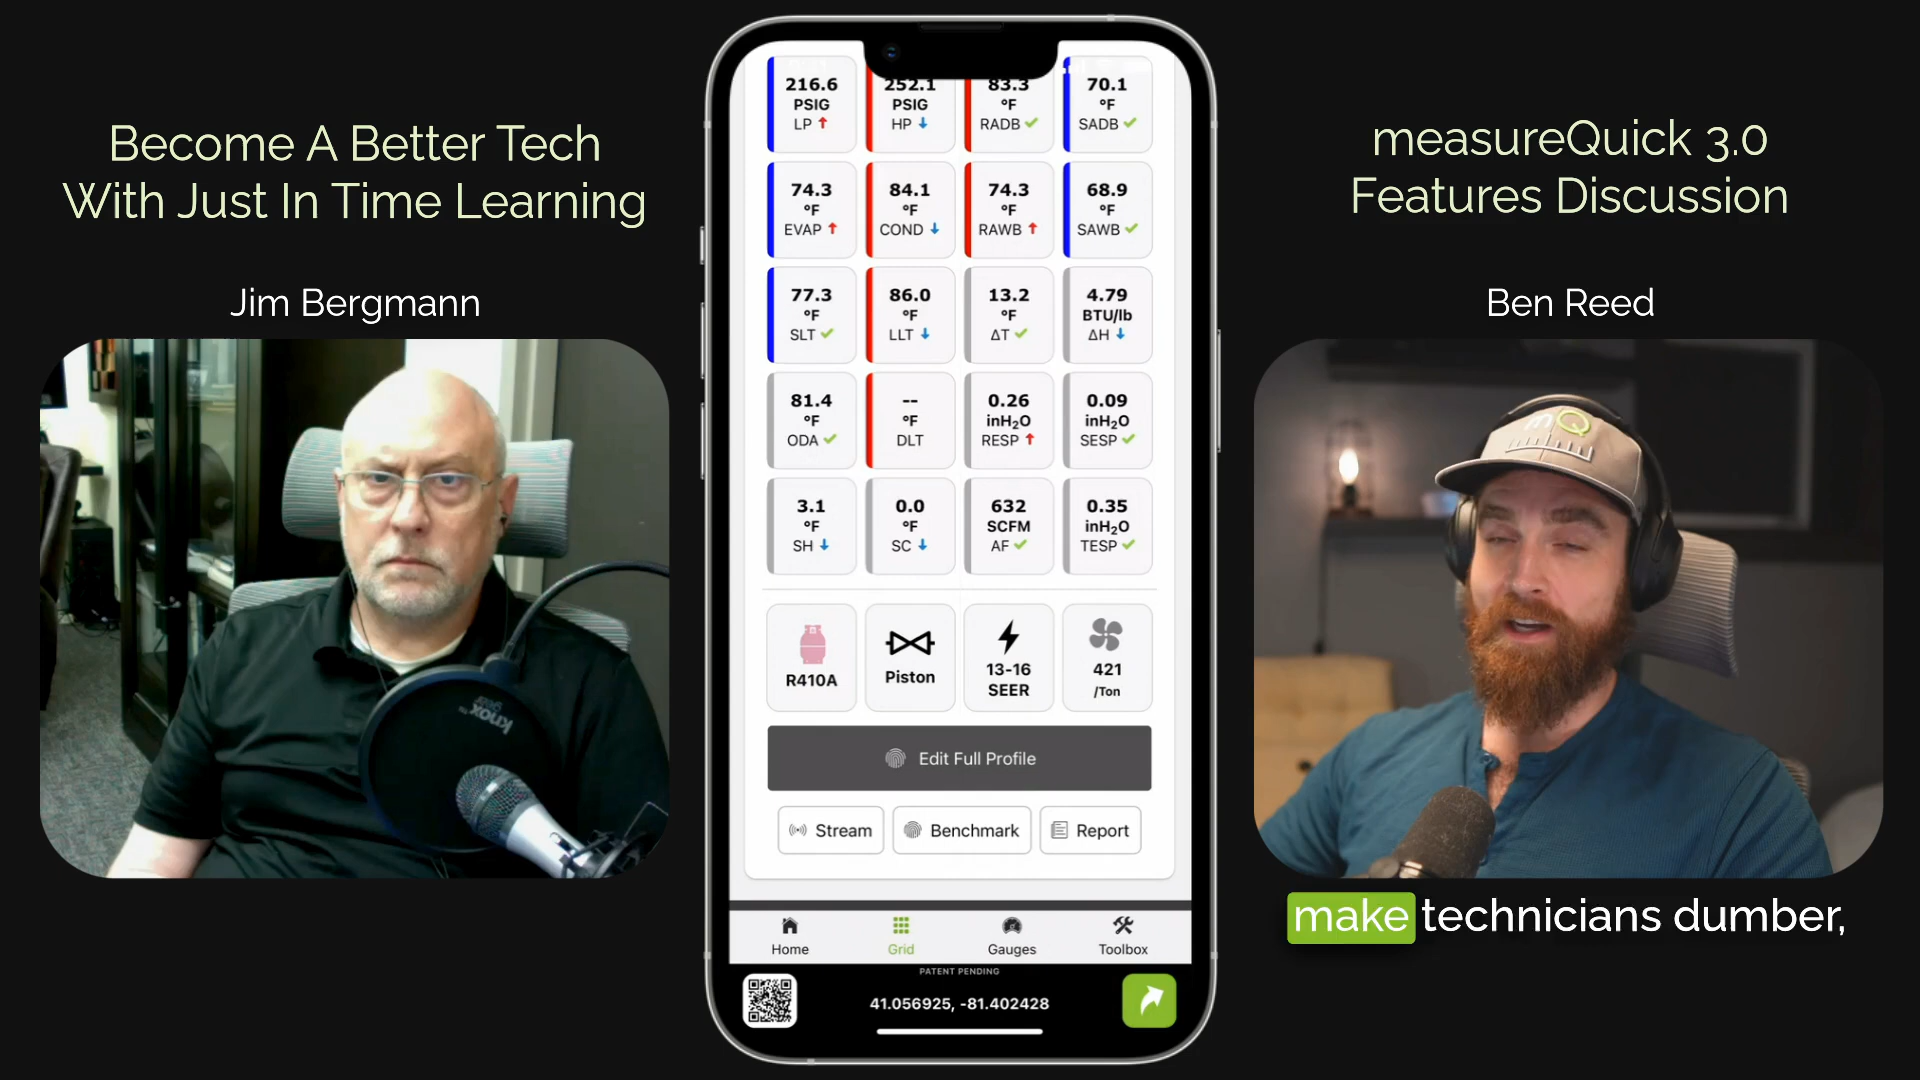 Become A Better Tech
With Just In Time Learning
Jim Bergmann
knox
gear
216.6
PSIG
LP
252.1
PSIG
HP
83.3
°F
RADB
70.1
°F
SADB
74.3
°F
EVAP
84.1
°F
COND
74.3
°F
RAWB
68.9
°F
SAWB
77.3
°F
SLT
86.0
°F
LLT
13.2
°F
ΔT
4.79
BTU/lb
ΔH
81.4
°F
ODA
--
°F
DLT
0.26
inH₂O
RESP
0.09
inH₂O
SESP
3.1
°F
SH
0.0
°F
SC
632
SCFM
AF
0.35
inH₂O
TESP
R410A
Piston
13-16
SEER
421
/Ton
Edit Full Profile
Stream
Benchmark
Report
Home
Grid
Gauges
Toolbox
PATENT PENDING
41.056925, -81.402428
measureQuick 3.0
Features Discussion
Ben Reed
mQ
make technicians dumber,